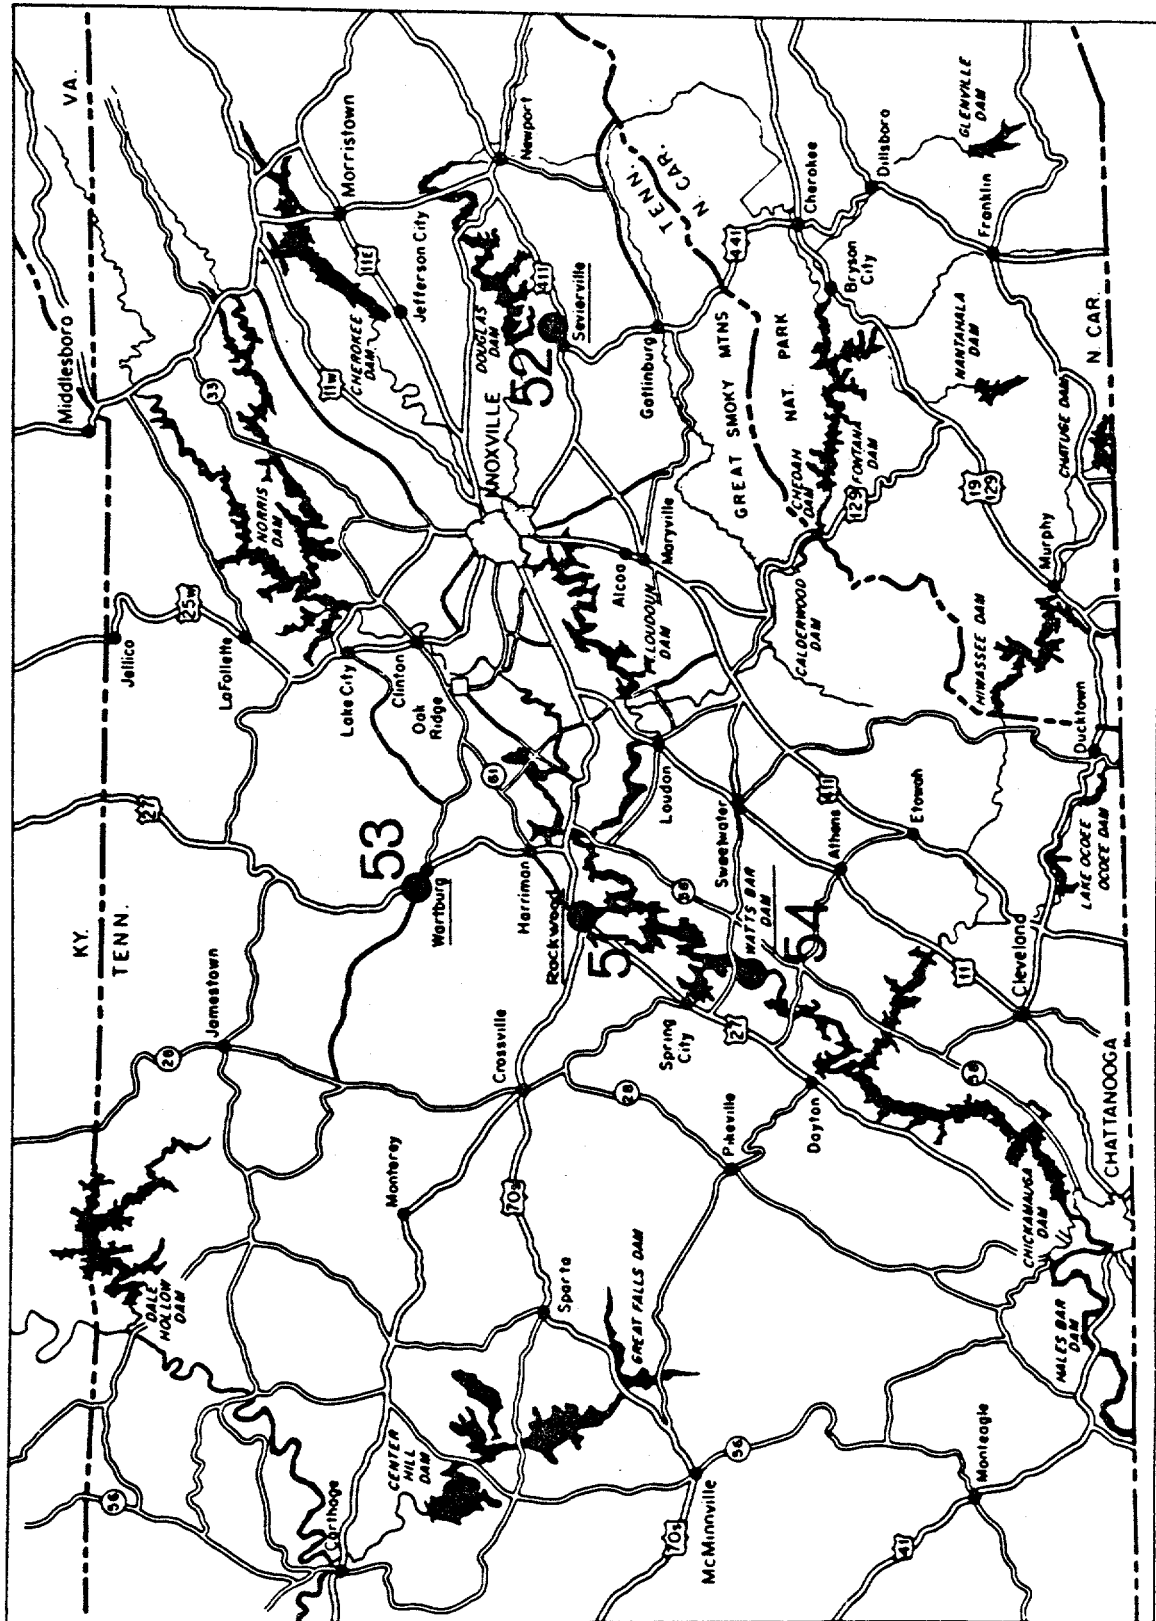 VA.
KY.
TENN.
Middlesboro
Jellico
25W
27
28
Jamestown
DALE
HOLLOW
DAM
56
33
NORRIS
DAM
LaFollette
Lake City
Clinton
Oak
Ridge
11W
CHEROKEE
DAM
11E
Morristown
Jefferson City
DOUGLAS
DAM
KNOXVILLE
Newport
411
52
Sevierville
Gatlinburg
TENN.
N. CAR.
441
GREAT SMOKY MTNS
NAT. PARK
Cherokee
Dillsboro
Bryson
City
GLENVILLE
DAM
Franklin
NANTAHALA
DAM
CHEOAH
DAM
FONTANA
DAM
129
19
129
CHATUGE DAM
N. CAR.
Murphy
HIWASSEE DAM
CALDERWOOD
DAM
Alcoa
Maryville
FT. LOUDOUN
DAM
53
Wartburg
61
Harriman
Rockwood
51
Loudon
Sweetwater
58
WATTS BAR
DAM
54
Athens
411
Etowah
Ducktown
LAKE OCOEE
OCOEE DAM
11
Cleveland
Crossville
Monterey
70S
Spring
City
27
28
Pikeville
Dayton
58
CHATTANOOGA
CHICKAMAUGA
DAM
HALES BAR
DAM
Sparta
GREAT FALLS DAM
CENTER
HILL
DAM
Carthage
McMinnville
70S
56
Monteagle
41